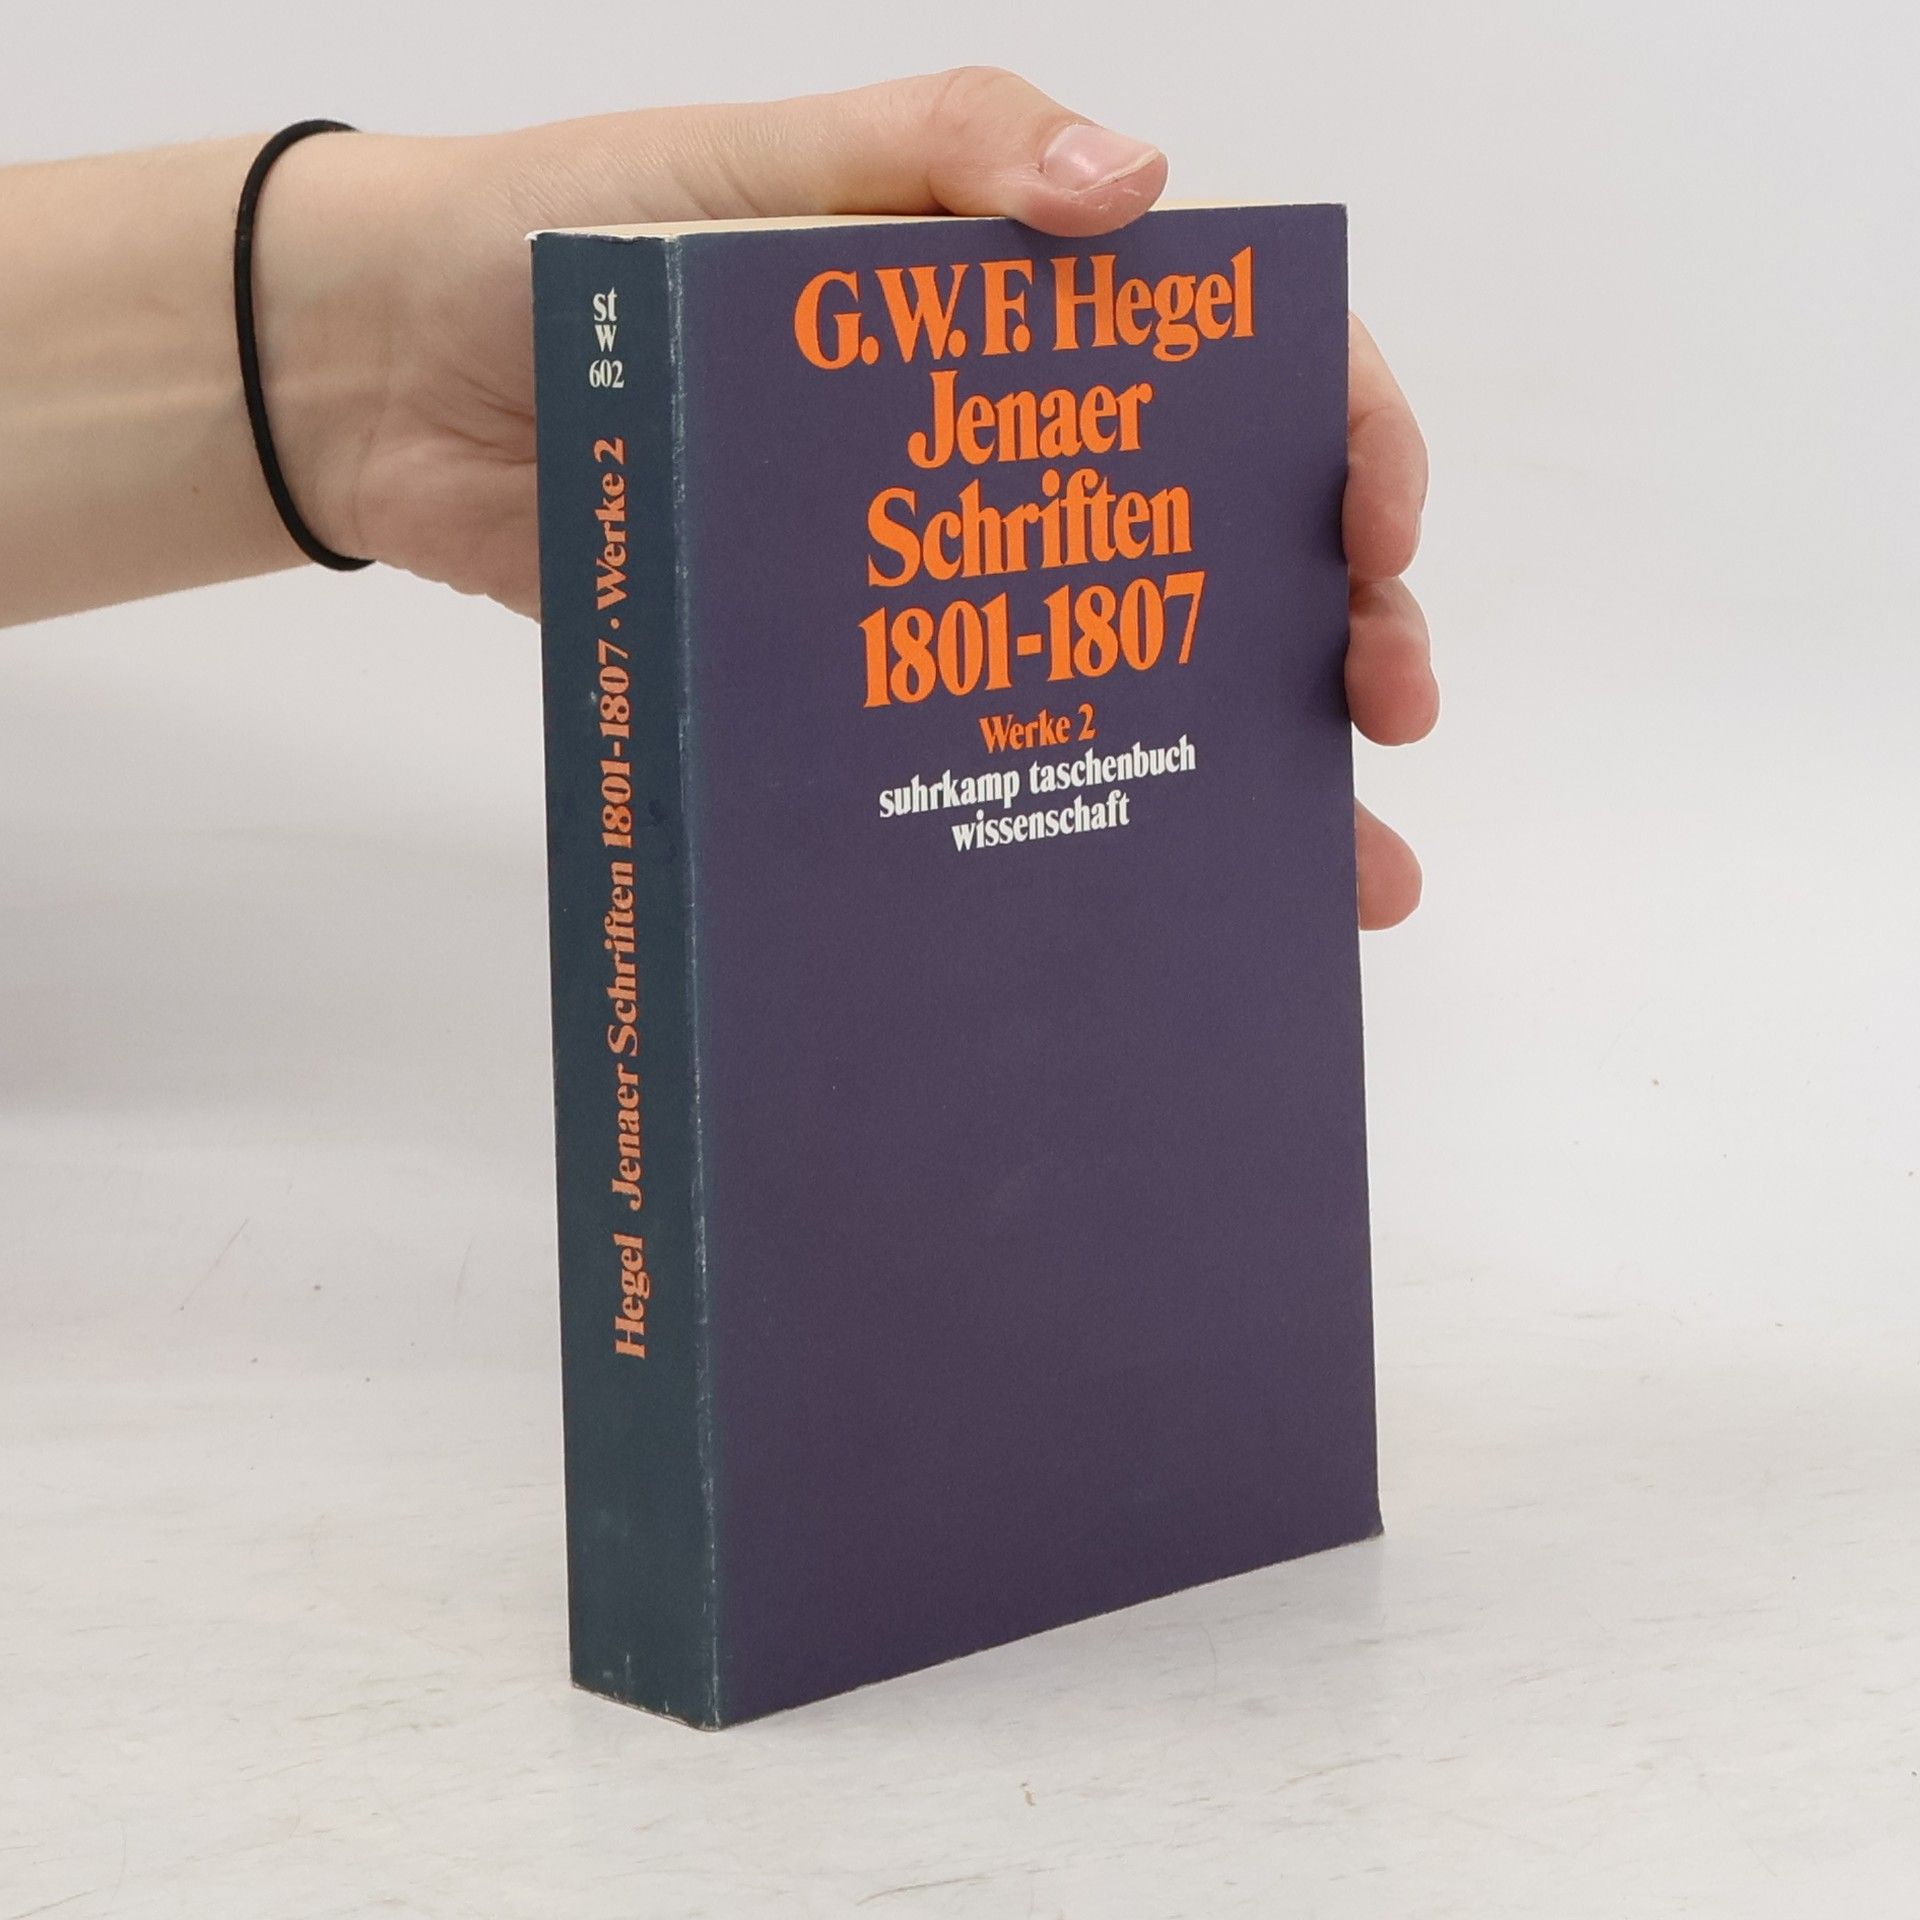 st
w
602
Hegel Jenaer Schriften 1801-1807 · Werke 2
G.W.F. Hegel
Jenaer
Schriften
1801-1807
Werke 2
suhrkamp taschenbuch
wissenschaft